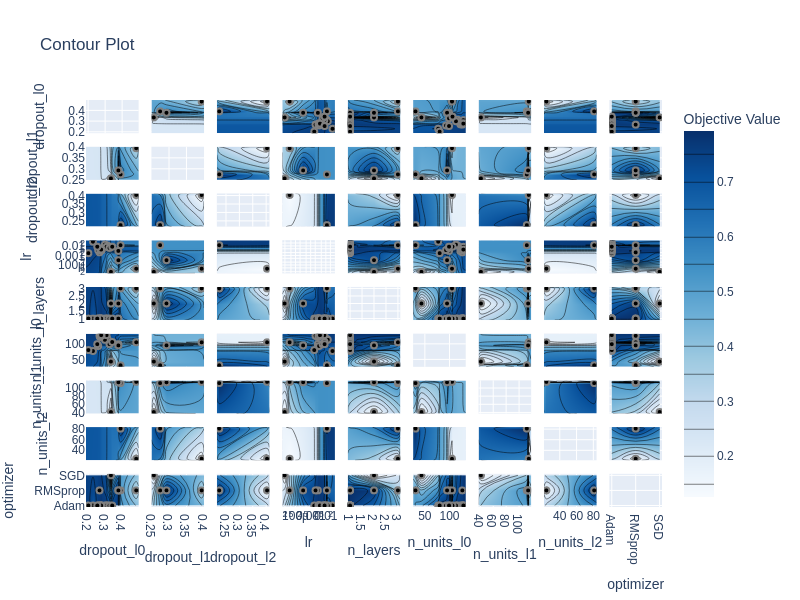 Contour Plot
Objective Value
0.7
0.6
0.5
0.4
0.3
0.2
dropout_l0
0.4
0.3
0.2
dropout_l1
0.4
0.35
0.3
0.25
dropout_l2
0.4
0.35
0.3
0.25
lr
0.01
0.001
n_layers
3
2.5
2
1.5
1
n_units_l0
100
50
n_units_l1
100
80
60
40
n_units_l2
80
60
40
optimizer
SGD
RMSprop
Adam
0.2 0.3 0.4
0.25 0.3 0.35 0.4
0.25 0.3 0.35 0.4
1 1.5 2 2.5 3
50 100
40 60 80 100
40 60 80
Adam RMSprop SGD
dropout_l0
dropout_l1
dropout_l2
lr
n_layers
n_units_l0
n_units_l1
n_units_l2
optimizer